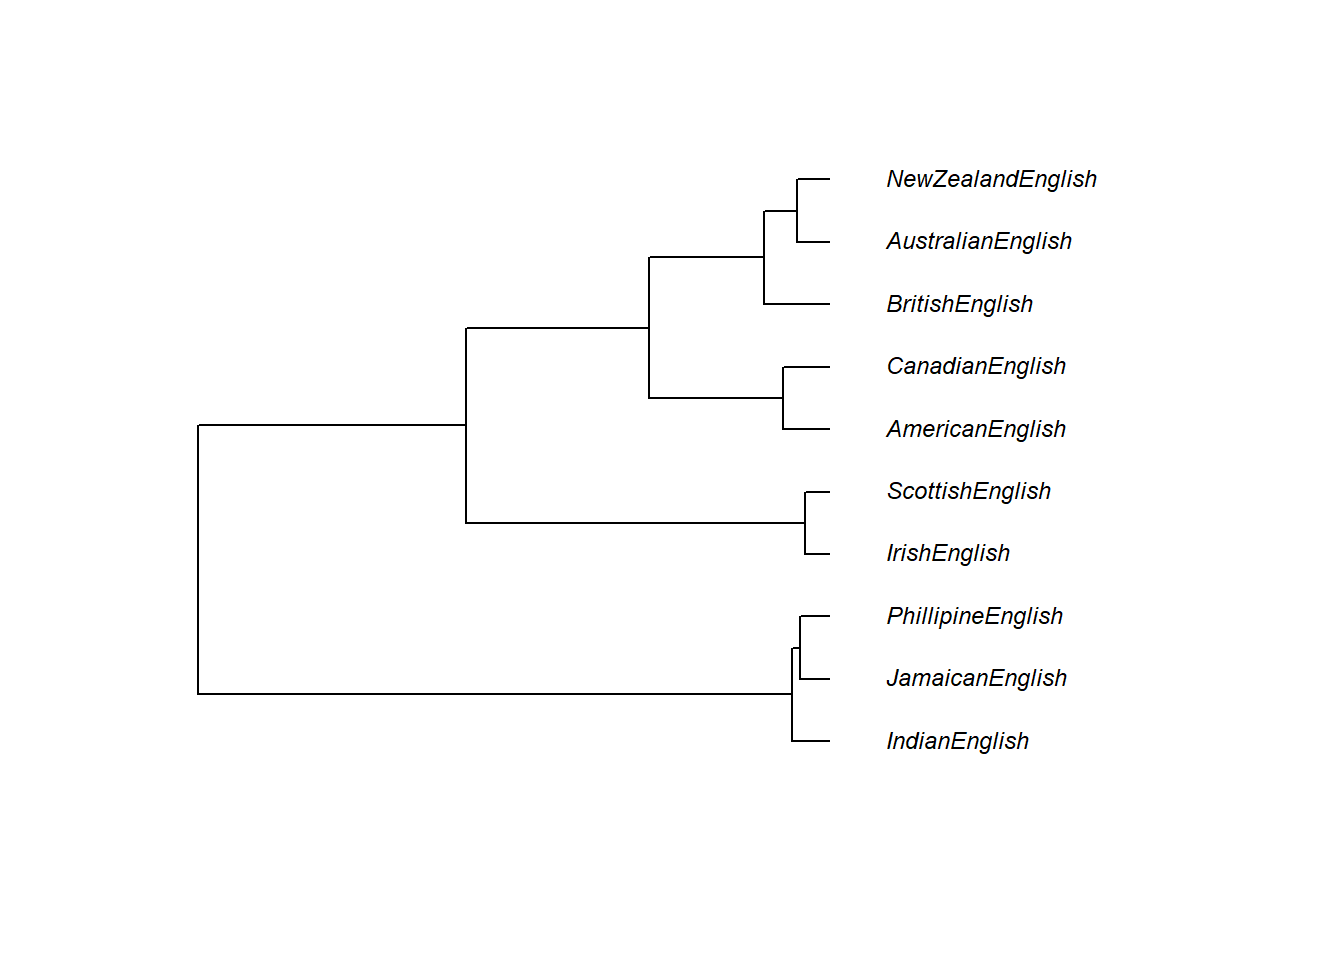 NewZealandEnglish
AustralianEnglish
BritishEnglish
CanadianEnglish
AmericanEnglish
ScottishEnglish
IrishEnglish
PhillipineEnglish
JamaicanEnglish
IndianEnglish